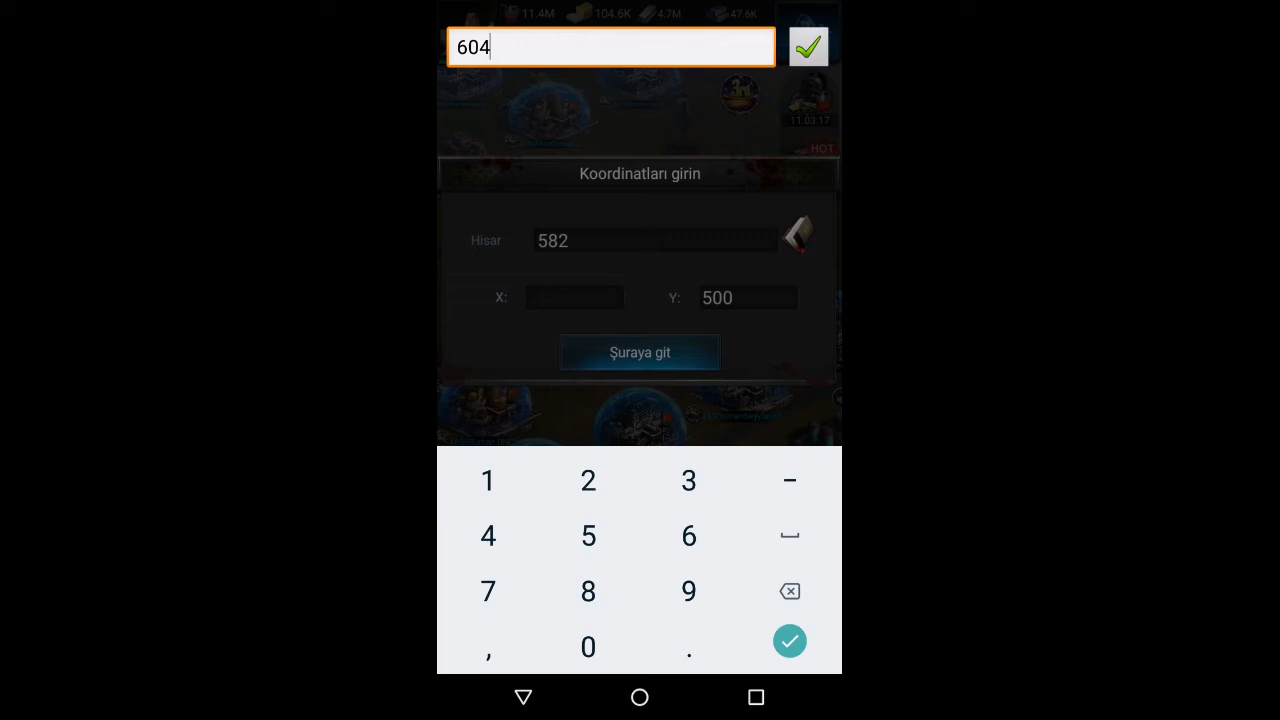 11.4M 104.6K 4.7M 47.6K
604
11:03:17
HOT
Koordinatları girin
Hisar 582
X: Y: 500
Şuraya git
1 2 3 -
4 5 6
7 8 9
, 0 .